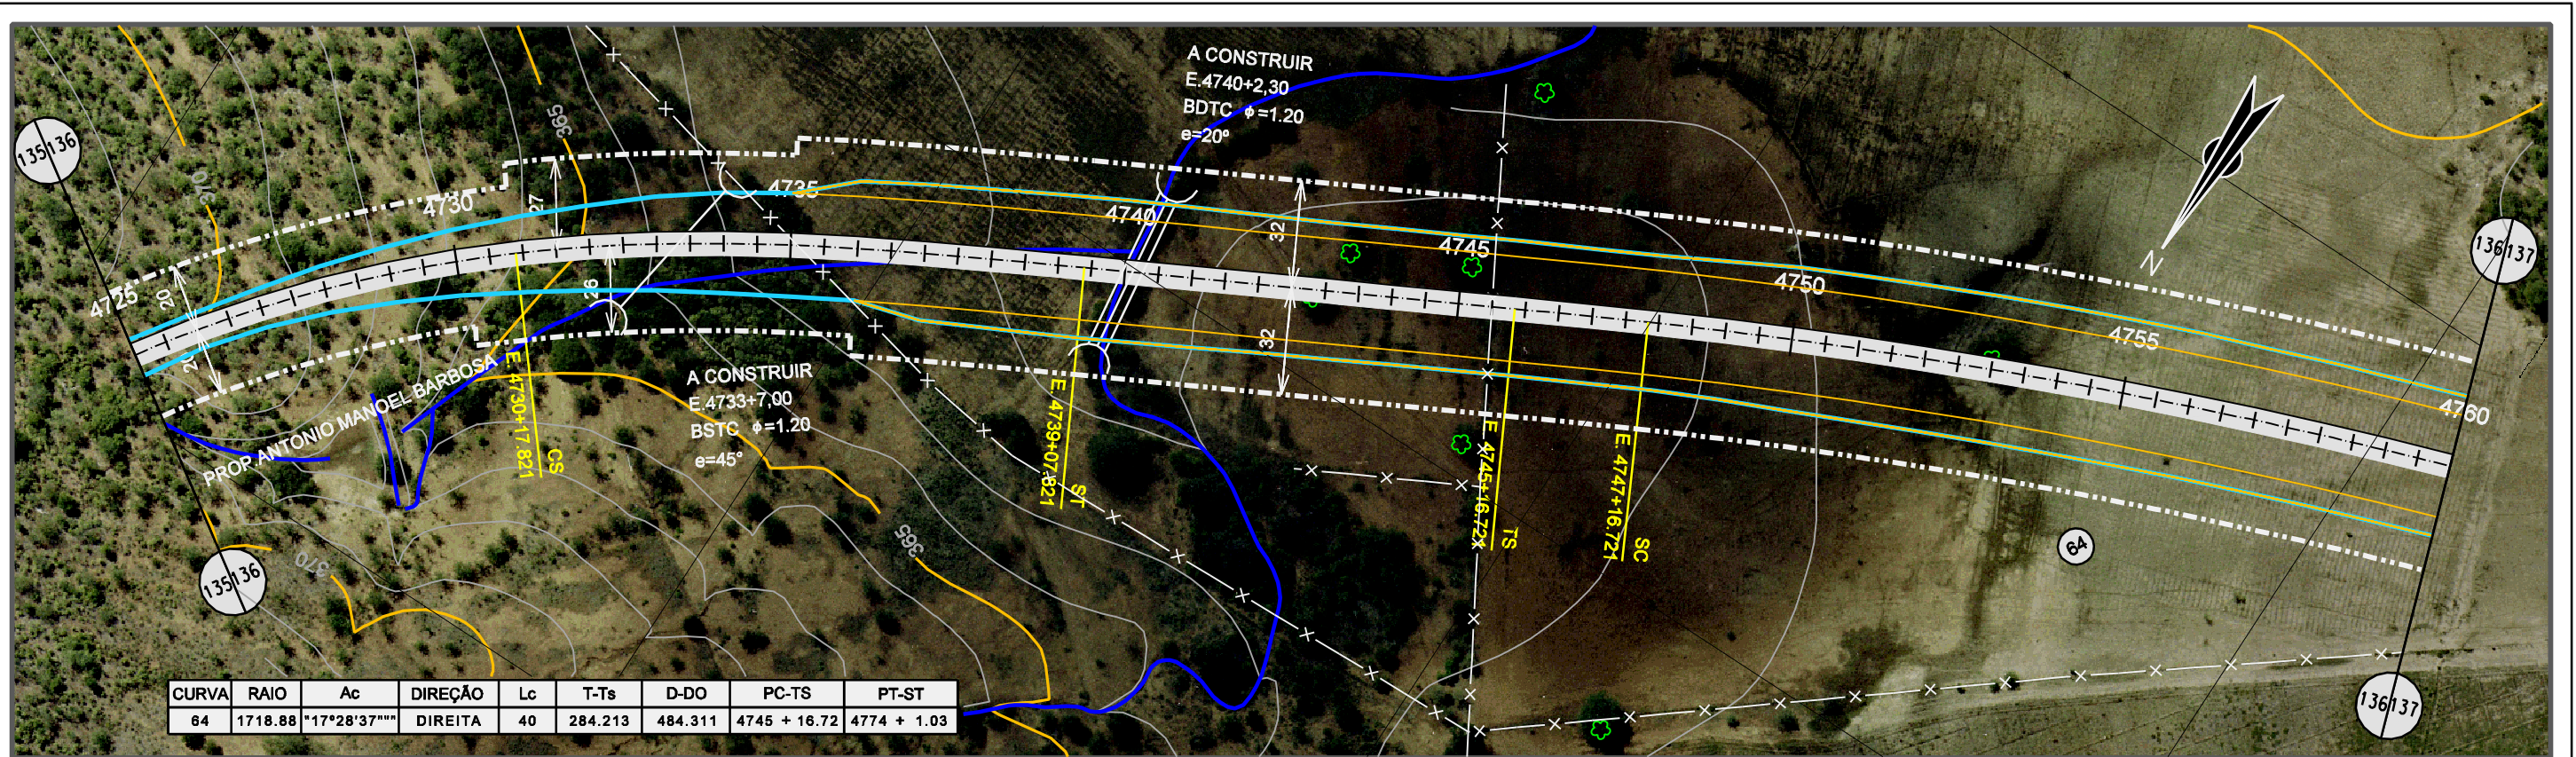 A CONSTRUIR
E.4740+2,30
BDTC φ=1.20
e=20º
135 136
365
370
4725
4730
4735
4740
4745
4750
4755
4760
20
20
27
26
32
32
N
136 137
PROP. ANTONIO MANOEL BARBOSA
E. 4730+17.821
CS
A CONSTRUIR
E.4733+7,00
BSTC φ=1.20
e=45°
E. 4739+07.821
ST
E. 4745+16.721
TS
E. 4747+16.721
SC
64
365
370
135 136
136 137
CURVA RAIO Ac DIREÇÃO Lc T-Ts D-DO PC-TS PT-ST
64 1718.88 "17º28'37""" DIREITA 40 284.213 484.311 4745 + 16.72 4774 + 1.03